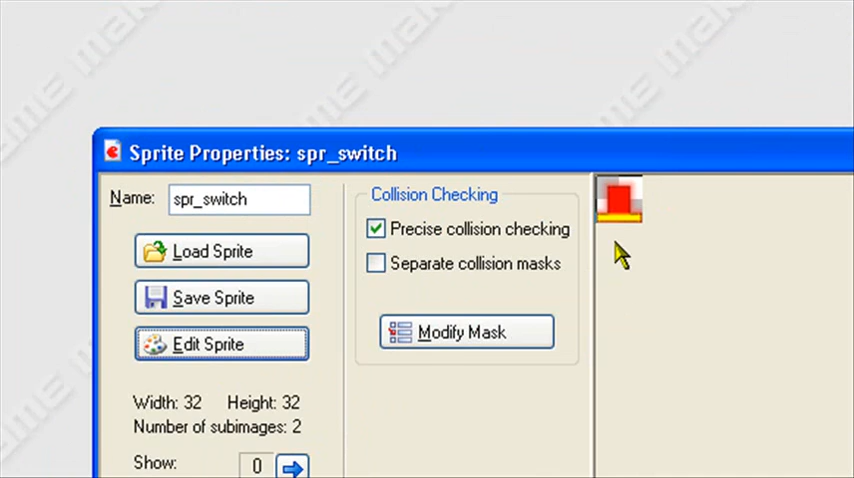 Sprite Properties: spr_switch
Name: spr_switch
Collision Checking
Precise collision checking
Separate collision masks
Load Sprite
Save Sprite
Edit Sprite
Modify Mask
Width: 32 Height: 32
Number of subimages: 2
Show: 0